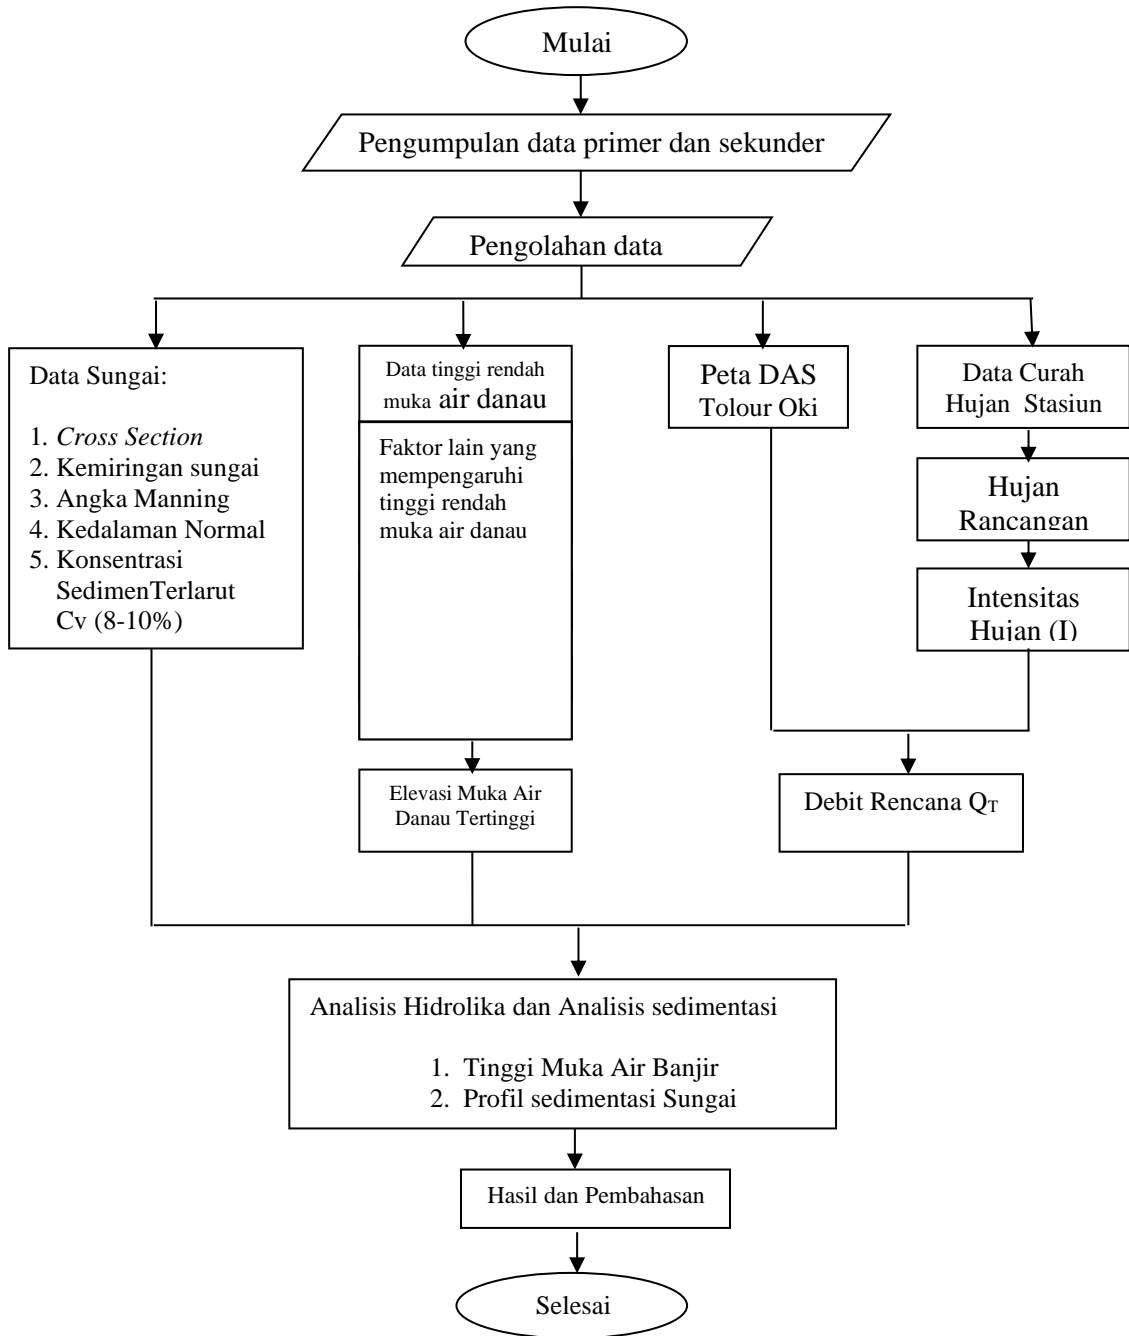 Mulai
Pengumpulan data primer dan sekunder
Pengolahan data
Data Sungai:
1. Cross Section
2. Kemiringan sungai
3. Angka Manning
4. Kedalaman Normal
5. Konsentrasi
SedimenTerlarut
Cv (8-10%)
Data tinggi rendah
muka air danau
Faktor lain yang
mempengaruhi
tinggi rendah
muka air danau
Elevasi Muka Air
Danau Tertinggi
Peta DAS
Tolour Oki
Data Curah
Hujan Stasiun
Hujan
Rancangan
Intensitas
Hujan (I)
Debit Rencana QT
Analisis Hidrolika dan Analisis sedimentasi
1. Tinggi Muka Air Banjir
2. Profil sedimentasi Sungai
Hasil dan Pembahasan
Selesai